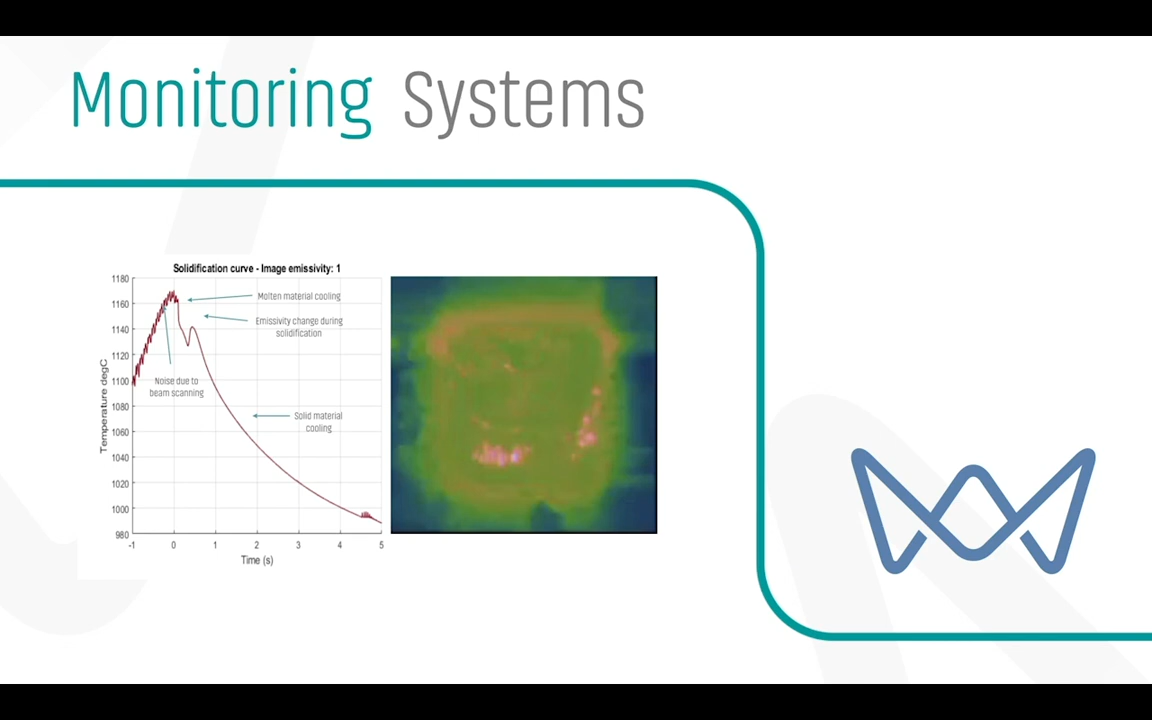 Monitoring Systems
Solidification curve - Image emissivity: 1
1180
1160
1140
1120
1100
1080
1060
1040
1020
1000
980
Temperature degC
Molten material cooling
Emissivity change during
solidification
Noise due to
beam scanning
Solid material
cooling
-1 0 1 2 3 4 5
Time (s)